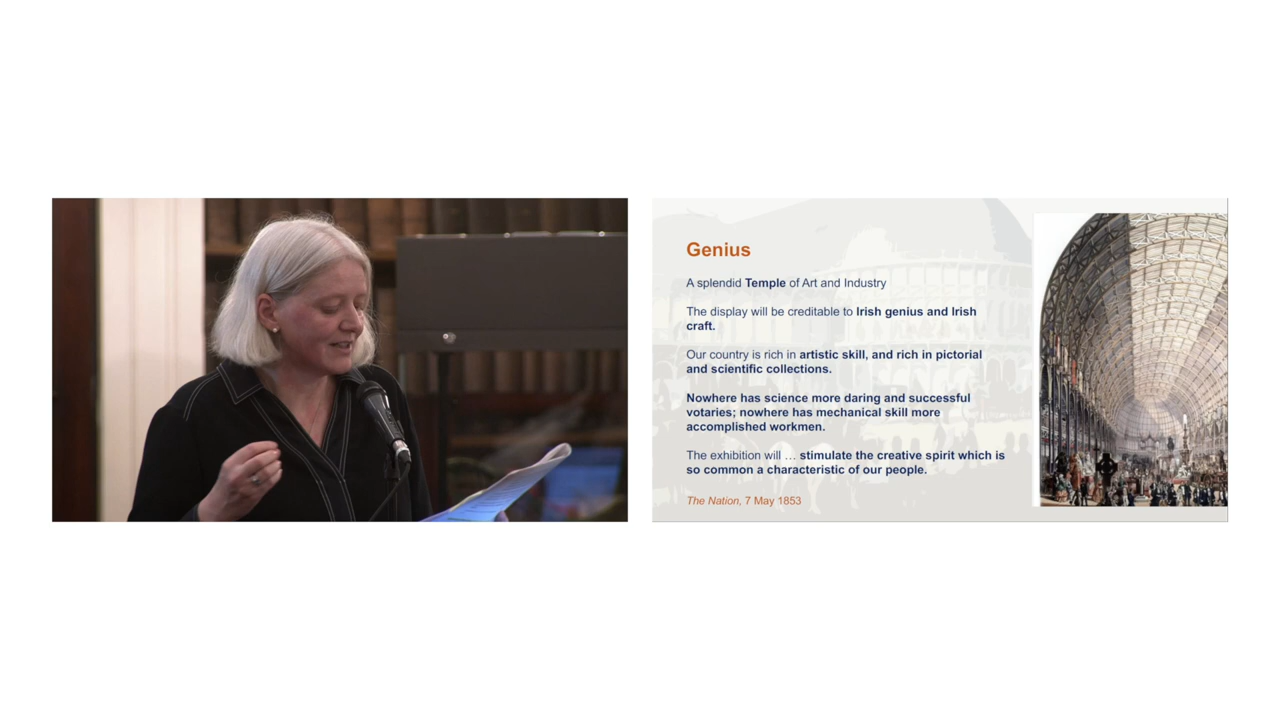 Genius
A splendid Temple of Art and Industry
The display will be creditable to Irish genius and Irish
craft.
Our country is rich in artistic skill, and rich in pictorial
and scientific collections.
Nowhere has science more daring and successful
votaries; nowhere has mechanical skill more
accomplished workmen.
The exhibition will … stimulate the creative spirit which is
so common a characteristic of our people.
The Nation, 7 May 1853